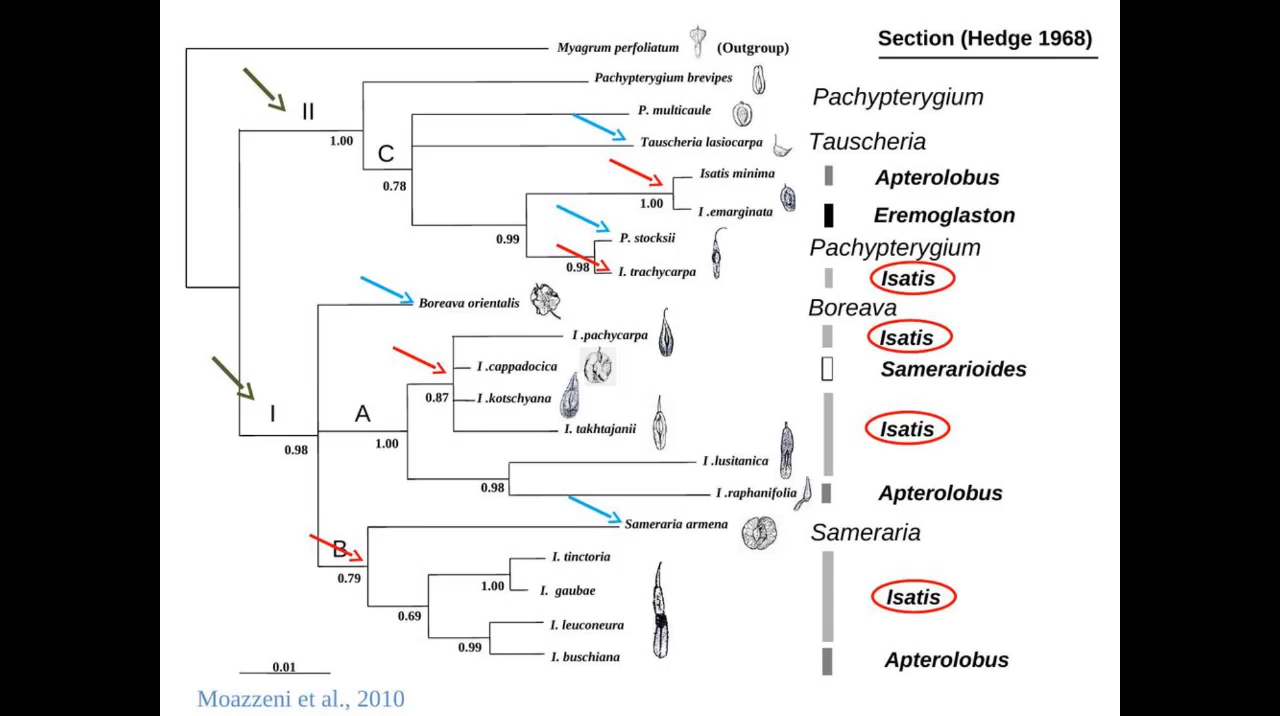 Section (Hedge 1968)
Myagrum perfoliatum (Outgroup)
Pachypterygium brevipes
Pachypterygium
II
P. multicaule
1.00
Tauscheria lasiocarpa
Tauscheria
C
0.78
Isatis minima
Apterolobus
1.00
I .emarginata
Eremoglaston
0.99
P. stocksii
Pachypterygium
0.98
I. trachycarpa
Isatis
Boreava orientalis
Boreava
I .pachycarpa
Isatis
I .cappadocica
Samerarioides
0.87
I .kotschyana
I
A
I. takhtajanii
Isatis
0.98
1.00
I .lusitanica
0.98
I .raphanifolia
Apterolobus
Sameraria armena
Sameraria
B
0.79
I. tinctoria
1.00
I. gaubae
Isatis
0.69
I. leuconeura
0.99
I. buschiana
Apterolobus
0.01
Moazzeni et al., 2010